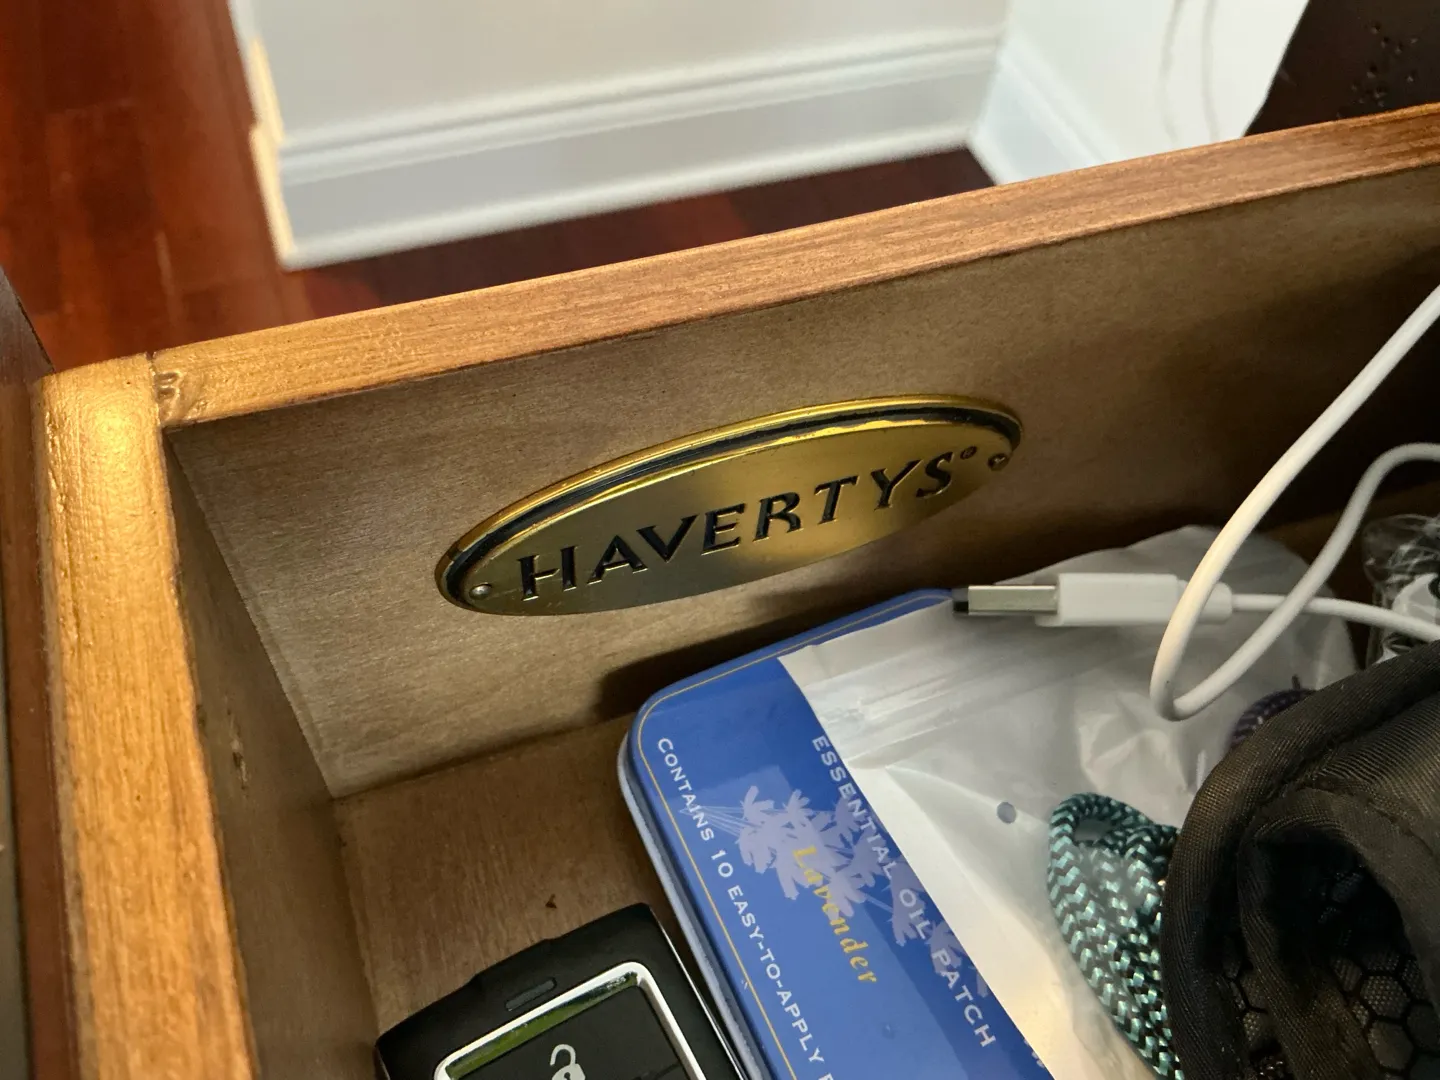 HAVERTYS®
ESSENTIAL OIL PATCH
Lavender
CONTAINS 10 EASY-TO-APPLY